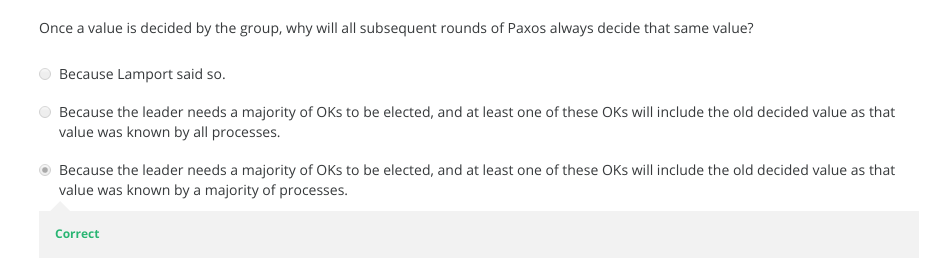 Once a value is decided by the group, why will all subsequent rounds of Paxos always decide that same value?
Because Lamport said so.
Because the leader needs a majority of OKs to be elected, and at least one of these OKs will include the old decided value as that
value was known by all processes.
Because the leader needs a majority of OKs to be elected, and at least one of these OKs will include the old decided value as that
value was known by a majority of processes.
Correct